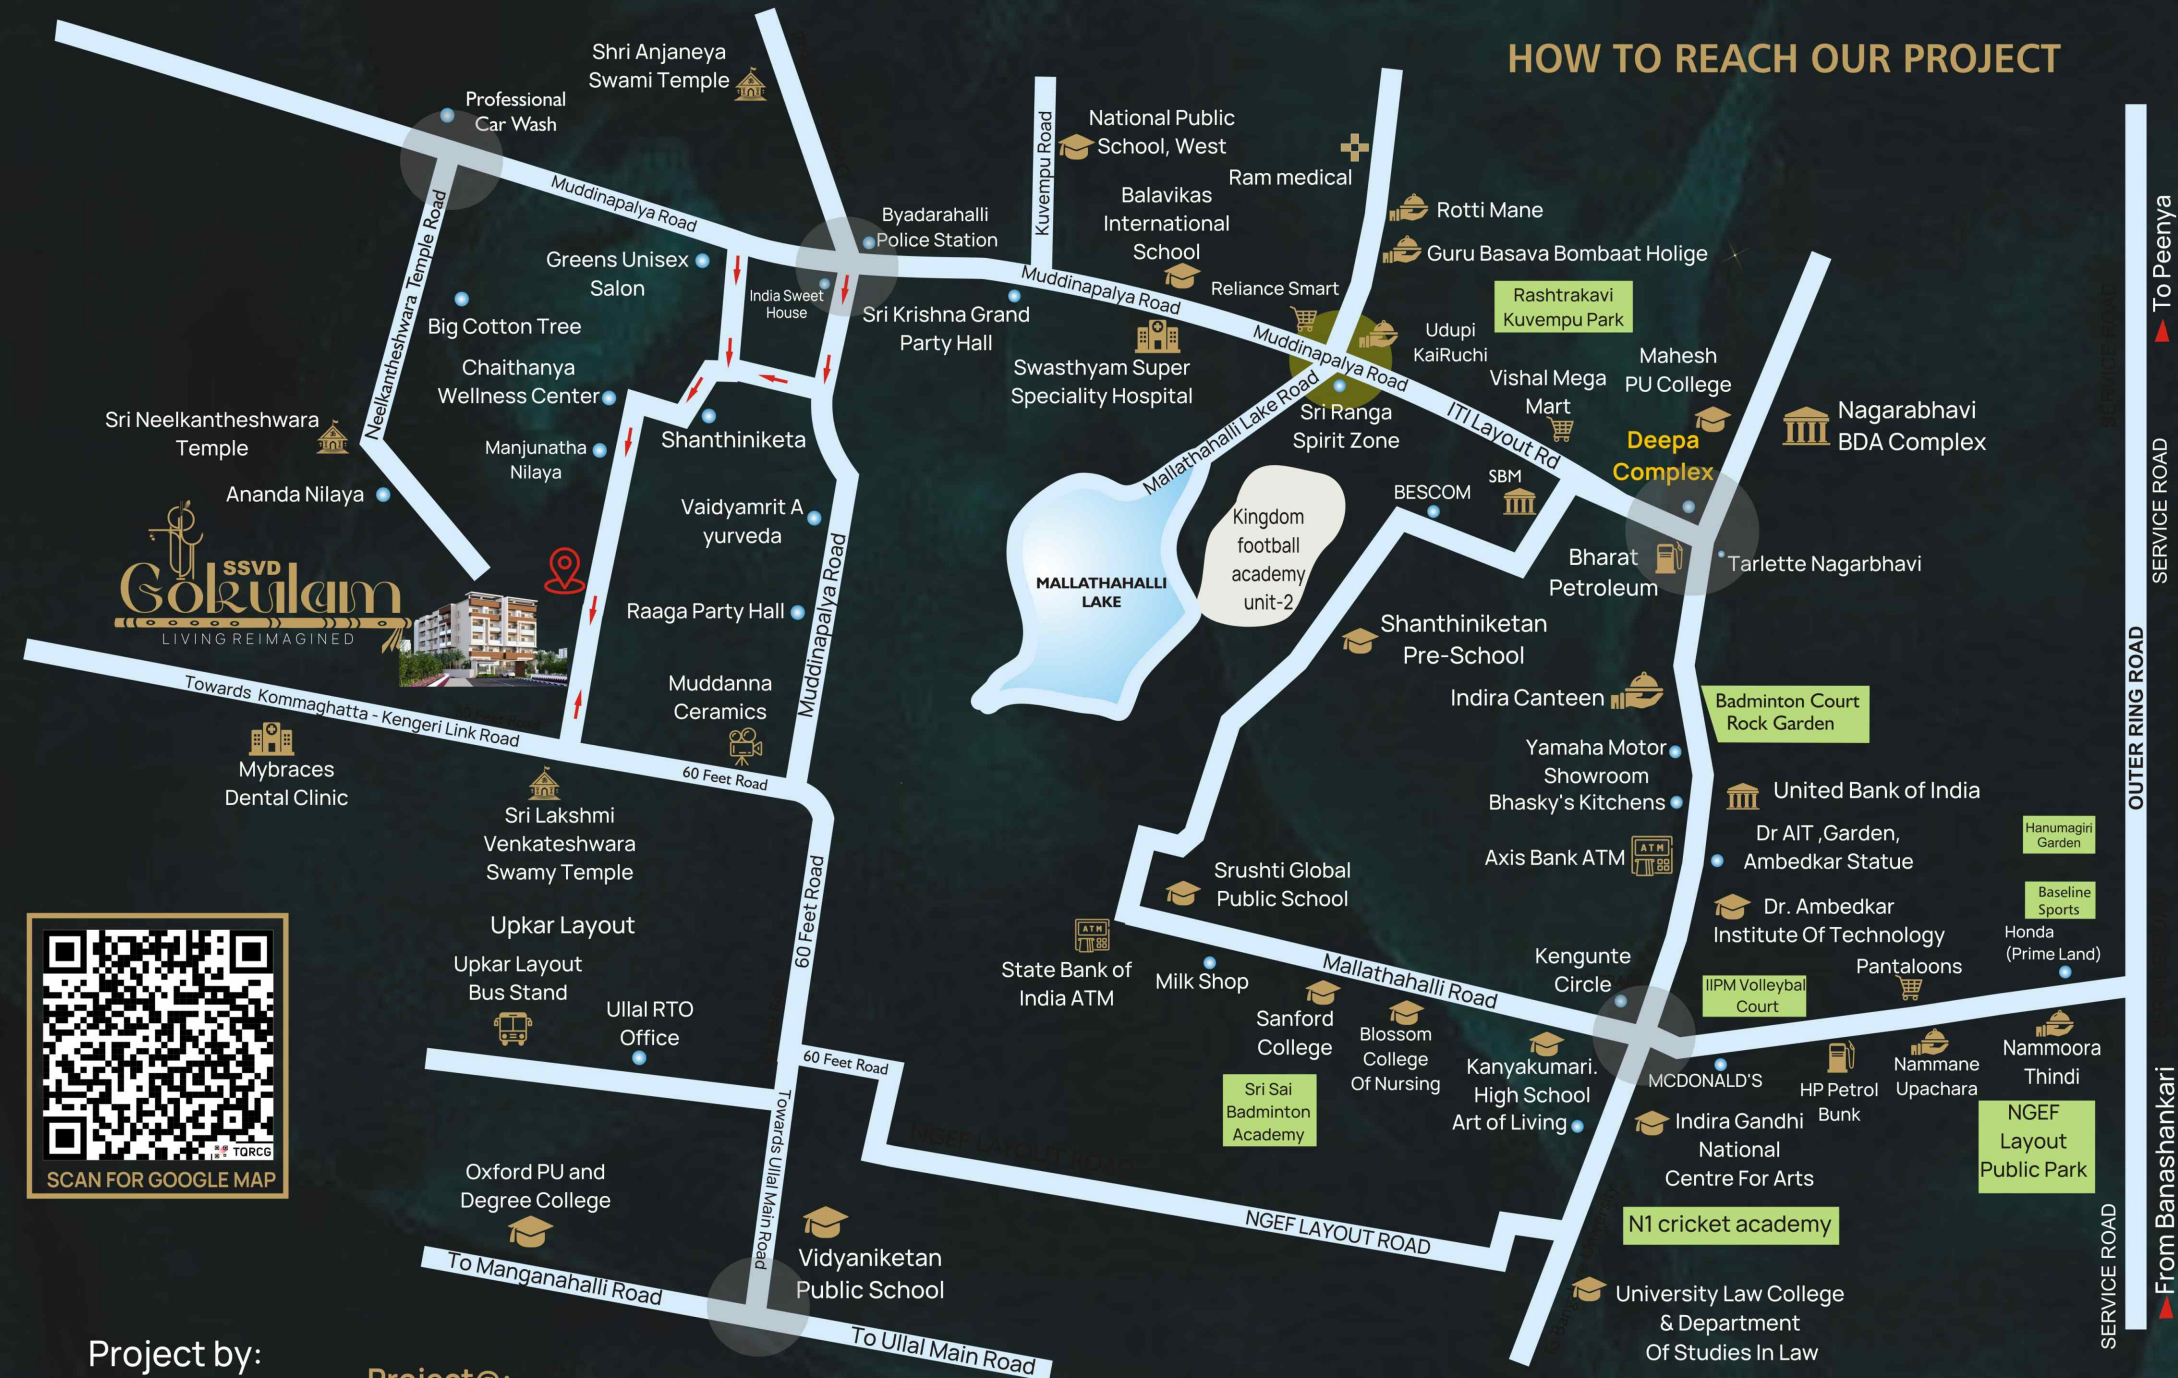 HOW TO REACH OUR PROJECT
Shri Anjaneya
Swami Temple
Professional
Car Wash
Muddinapalya Road
Neelkantheshwara Temple Road
Byadarahalli
Police Station
Kuvempu Road
National Public
School, West
Ram medical
Balavikas
International
School
Rotti Mane
Guru Basava Bombaat Holige
Greens Unisex
Salon
India Sweet
House
Big Cotton Tree
Sri Krishna Grand
Party Hall
Muddinapalya Road
Reliance Smart
Rashtrakavi
Kuvempu Park
Muddinapalya Road
Udupi
KaiRuchi
Mahesh
PU College
Chaithanya
Wellness Center
Swasthyam Super
Speciality Hospital
Vishal Mega
Mart
Mallathahalli Lake Road
Sri Ranga
Spirit Zone
ITI Layout Rd
Deepa
Complex
Nagarabhavi
BDA Complex
Sri Neelkantheshwara
Temple
Shanthiniketa
Manjunatha
Nilaya
Ananda Nilaya
Vaidyamrit A
yurveda
Kingdom
football
academy
unit-2
BESCOM
SBM
Bharat
Petroleum
Tarlette Nagarbhavi
MALLATHAHALLI
LAKE
SSVD
Gokulam
LIVING REIMAGINED
Raaga Party Hall
Muddinapalya Road
Shanthiniketan
Pre-School
Towards Kommaghatta - Kengeri Link Road
Muddanna
Ceramics
Indira Canteen
Badminton Court
Rock Garden
60 Feet Road
Mybraces
Dental Clinic
Yamaha Motor
Showroom
Bhasky's Kitchens
United Bank of India
Sri Lakshmi
Venkateshwara
Swamy Temple
Axis Bank ATM
ATM
Dr AIT ,Garden,
Ambedkar Statue
Hanumagiri
Garden
Srushti Global
Public School
Baseline
Sports
Dr. Ambedkar
Institute Of Technology
Upkar Layout
60 Feet Road
Honda
(Prime Land)
Upkar Layout
Bus Stand
ATM
State Bank of
India ATM
Milk Shop
Mallathahalli Road
Kengunte
Circle
Pantaloons
IIPM Volleybal
Court
Ullal RTO
Office
Sanford
College
Blossom
College
Of Nursing
Kanyakumari.
High School
Art of Living
60 Feet Road
MCDONALD'S
HP Petrol
Bunk
Nammane
Upachara
Nammoora
Thindi
Sri Sai
Badminton
Academy
Indira Gandhi
National
Centre For Arts
NGEF
Layout
Public Park
NGEF LAYOUT ROAD
Towards Ullal Main Road
TQRCG
SCAN FOR GOOGLE MAP
Oxford PU and
Degree College
Vidyaniketan
Public School
NGEF LAYOUT ROAD
N1 cricket academy
To Manganahalli Road
To Ullal Main Road
University Law College
& Department
Of Studies In Law
To Peenya
SERVICE ROAD
OUTER RING ROAD
From Banashankari
SERVICE ROAD
Project by: